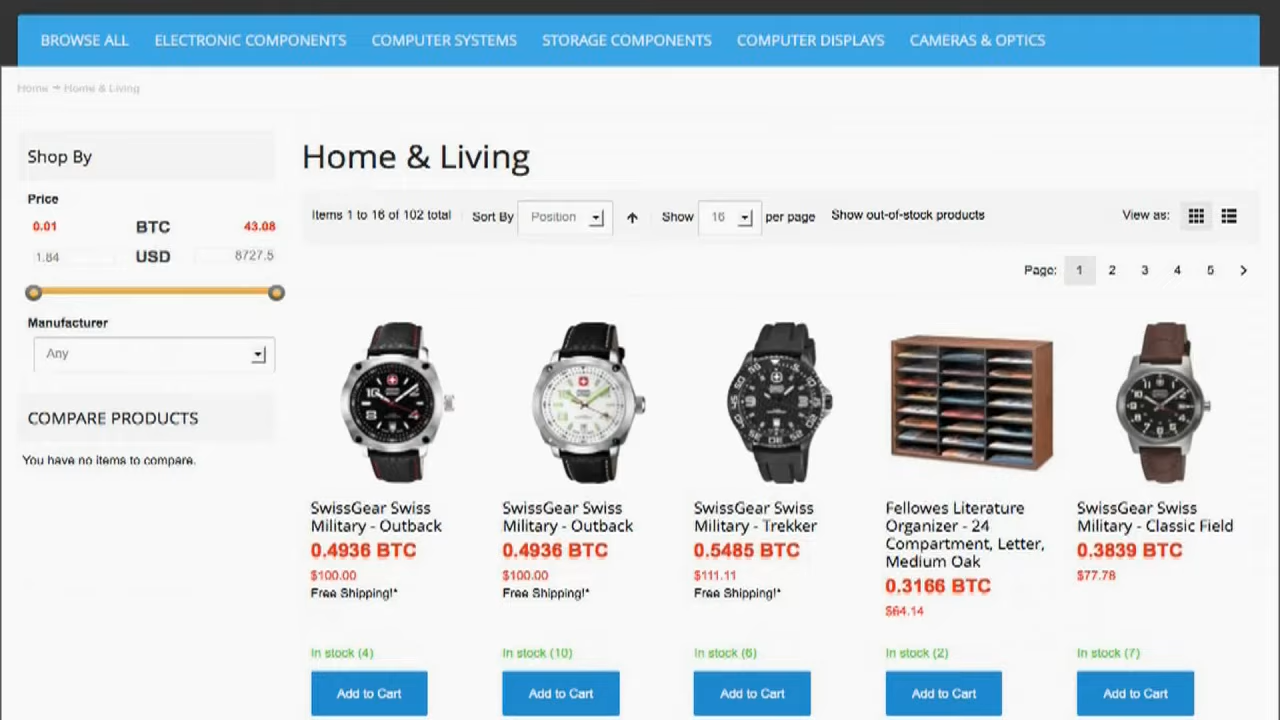 BROWSE ALL ELECTRONIC COMPONENTS COMPUTER SYSTEMS STORAGE COMPONENTS COMPUTER DISPLAYS CAMERAS & OPTICS
Home → Home & Living
Shop By
Price
0.01 BTC 43.08
1.84 USD 8727.5
Manufacturer
Any
COMPARE PRODUCTS
You have no items to compare.
Home & Living
Items 1 to 16 of 102 total Sort By Position Show 16 per page Show out-of-stock products View as:
Page: 1 2 3 4 5
SwissGear Swiss
Military - Outback
0.4936 BTC
$100.00
Free Shipping!*
In stock (4)
Add to Cart
SwissGear Swiss
Military - Outback
0.4936 BTC
$100.00
Free Shipping!*
In stock (10)
Add to Cart
SwissGear Swiss
Military - Trekker
0.5485 BTC
$111.11
Free Shipping!*
In stock (6)
Add to Cart
Fellowes Literature
Organizer - 24
Compartment, Letter,
Medium Oak
0.3166 BTC
$64.14
In stock (2)
Add to Cart
SwissGear Swiss
Military - Classic Field
0.3839 BTC
$77.78
In stock (7)
Add to Cart